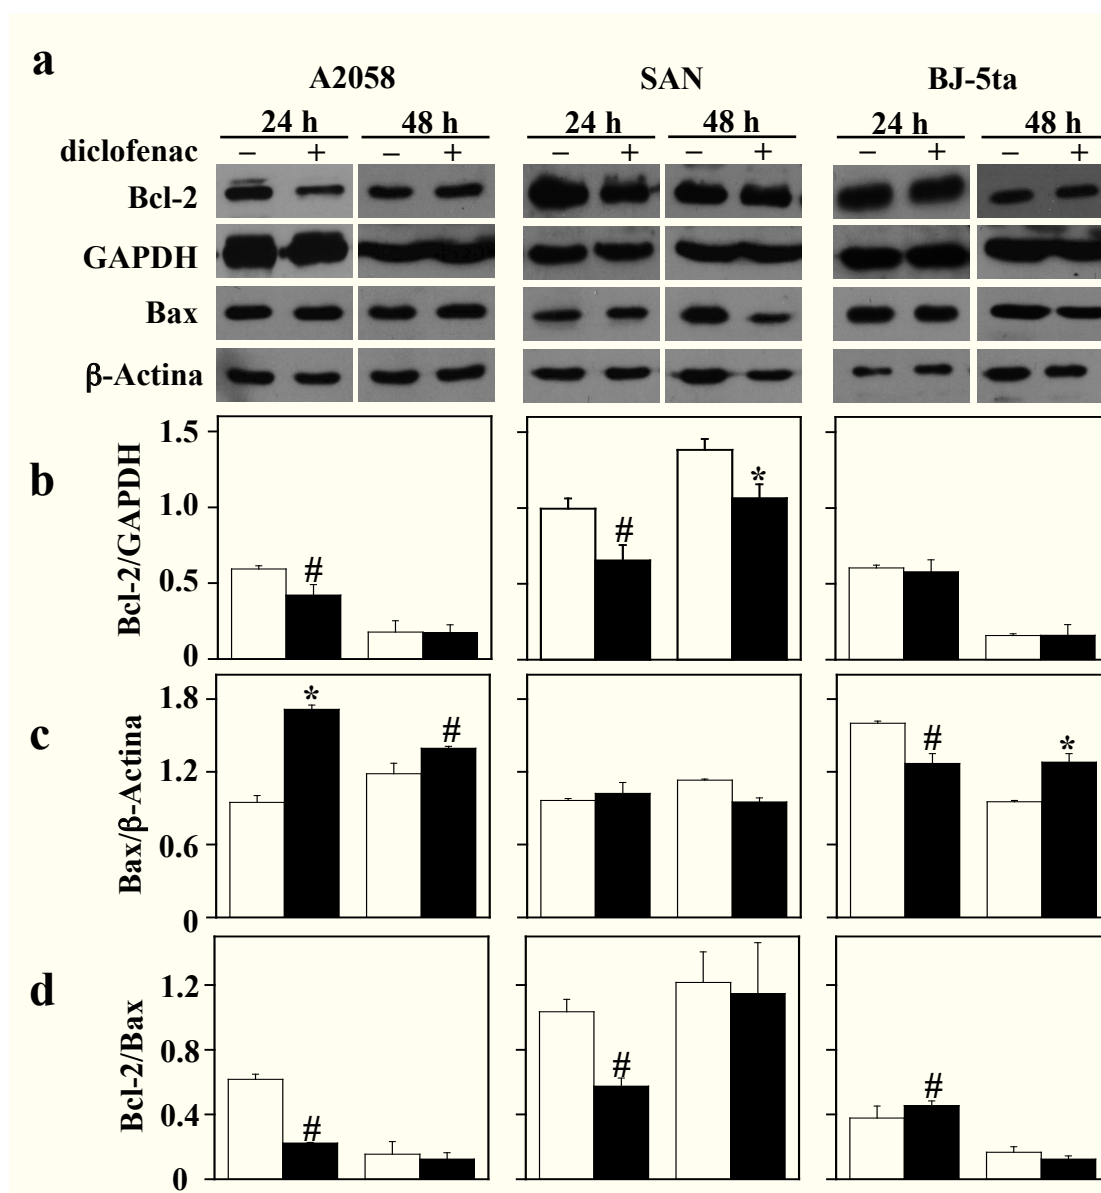 a
A2058 SAN BJ-5ta
24 h 48 h 24 h 48 h 24 h 48 h
diclofenac – + – + – + – + – + – +
Bcl-2
GAPDH
Bax
β-Actina
b
Bcl-2/GAPDH
1.5
1.0
0.5
0
# # *
c
Bax/β-Actina
1.8
1.2
0.6
0
* # # *
d
Bcl-2/Bax
1.2
0.8
0.4
0
# # #